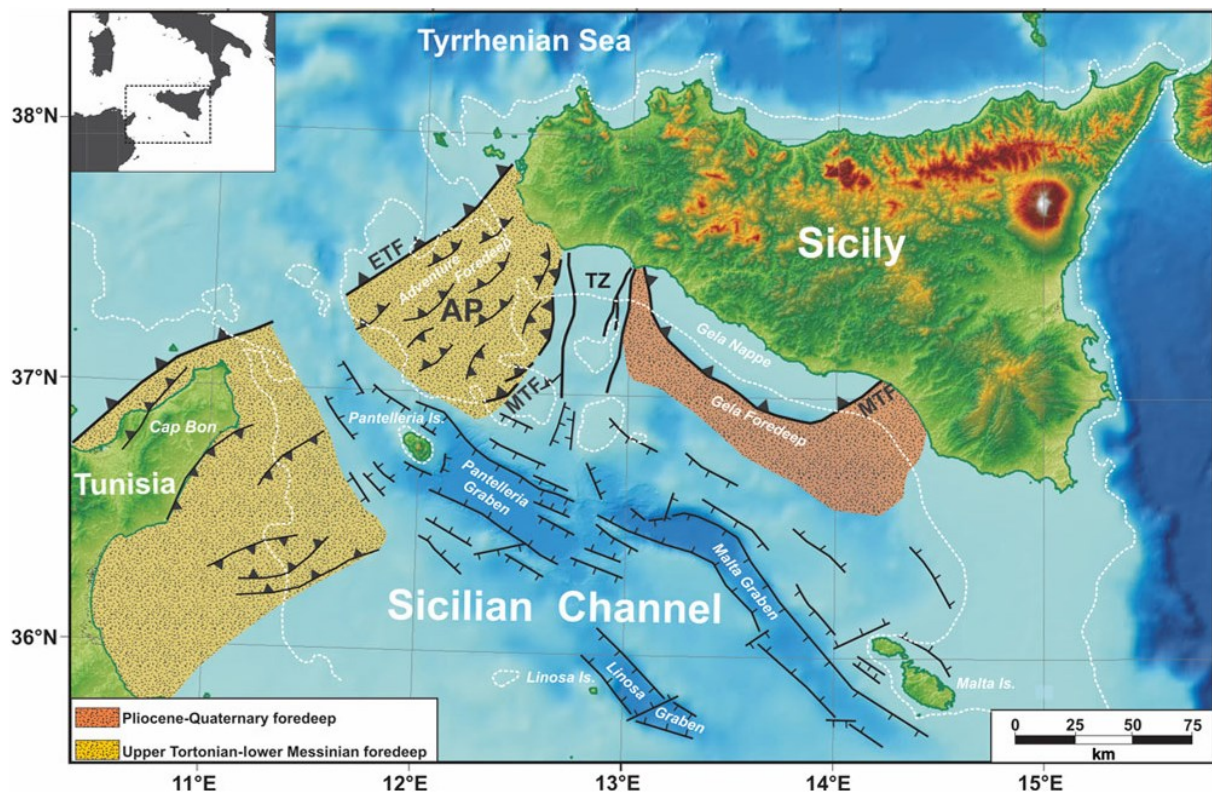 Tyrrhenian Sea
38°N
ETF
Adventure
Foredeep
AP
TZ
Sicily
Gela Nappe
37°N
MTF
MTF
Gela Foredeep
Cap Bon
Pantelleria Is.
Tunisia
Pantelleria
Graben
Malta Graben
Sicilian Channel
36°N
Linosa Is.
Linosa
Graben
Malta Is.
Pliocene-Quaternary foredeep
Upper Tortonian-lower Messinian foredeep
0 25 50 75
km
11°E 12°E 13°E 14°E 15°E